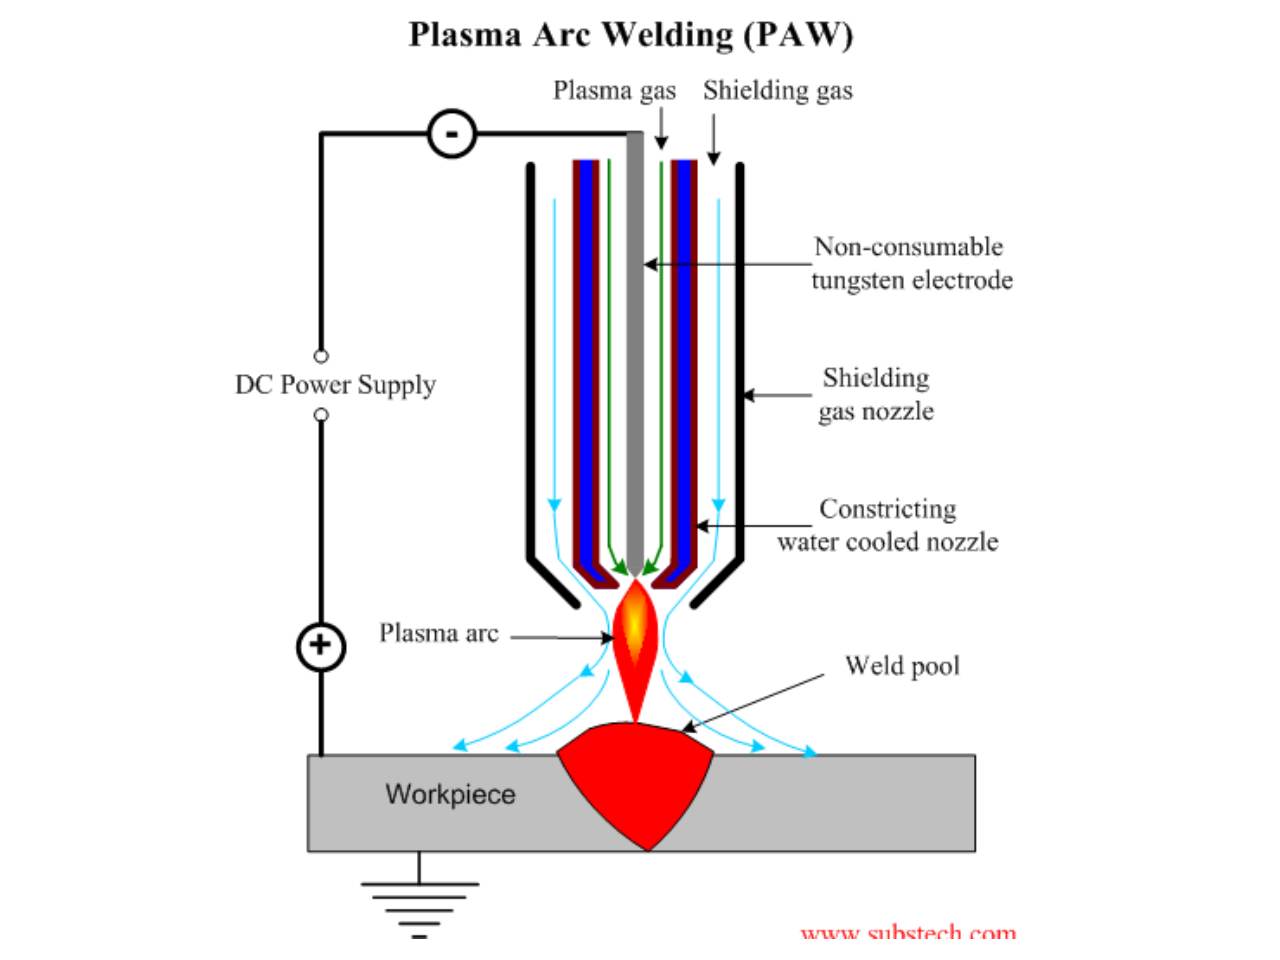 Plasma Arc Welding (PAW)
Plasma gas
Shielding gas
-
Non-consumable
tungsten electrode
DC Power Supply
Shielding
gas nozzle
Constricting
water cooled nozzle
+
Plasma arc
Weld pool
Workpiece
www.substech.com